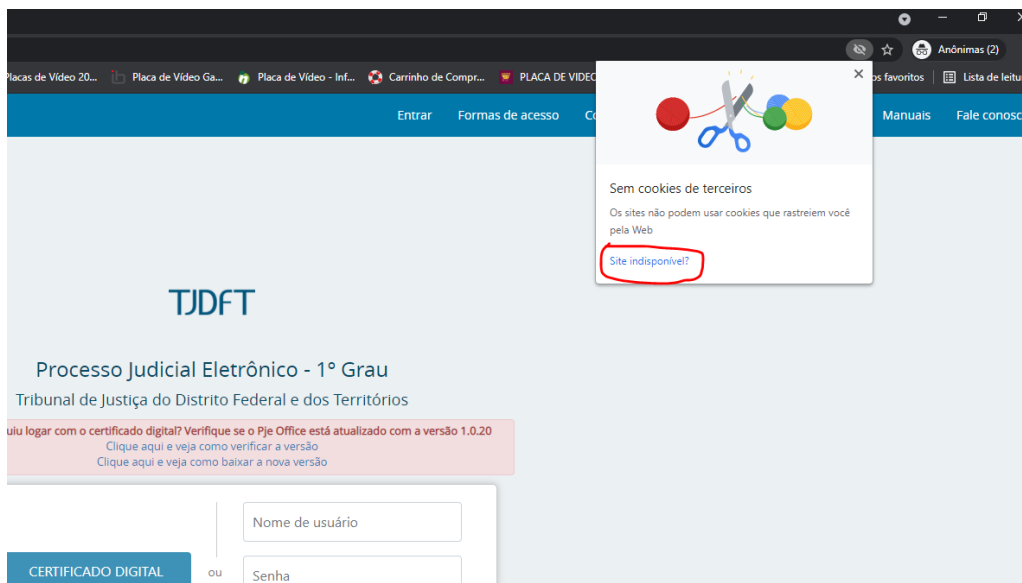 Anônimas (2)
Placas de Vídeo 20... Placa de Vídeo Ga... Placa de Vídeo - Inf... Carrinho de Compr... PLACA DE VIDEO os favoritos Lista de leitu
Entrar Formas de acesso Co Manuais Fale conosc
Sem cookies de terceiros
Os sites não podem usar cookies que rastreiem você
pela Web
Site indisponível?
TJDFT
Processo Judicial Eletrônico - 1º Grau
Tribunal de Justiça do Distrito Federal e dos Territórios
uiu logar com o certificado digital? Verifique se o Pje Office está atualizado com a versão 1.0.20
Clique aqui e veja como verificar a versão
Clique aqui e veja como baixar a nova versão
Nome de usuário
CERTIFICADO DIGITAL ou Senha